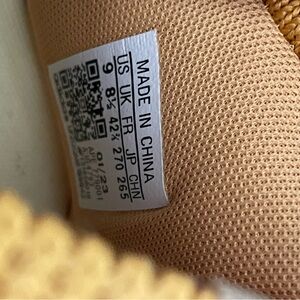 MADE IN CHINA
US UK FR JP CHN
9 8½ 42⅔ 270 265
01/23